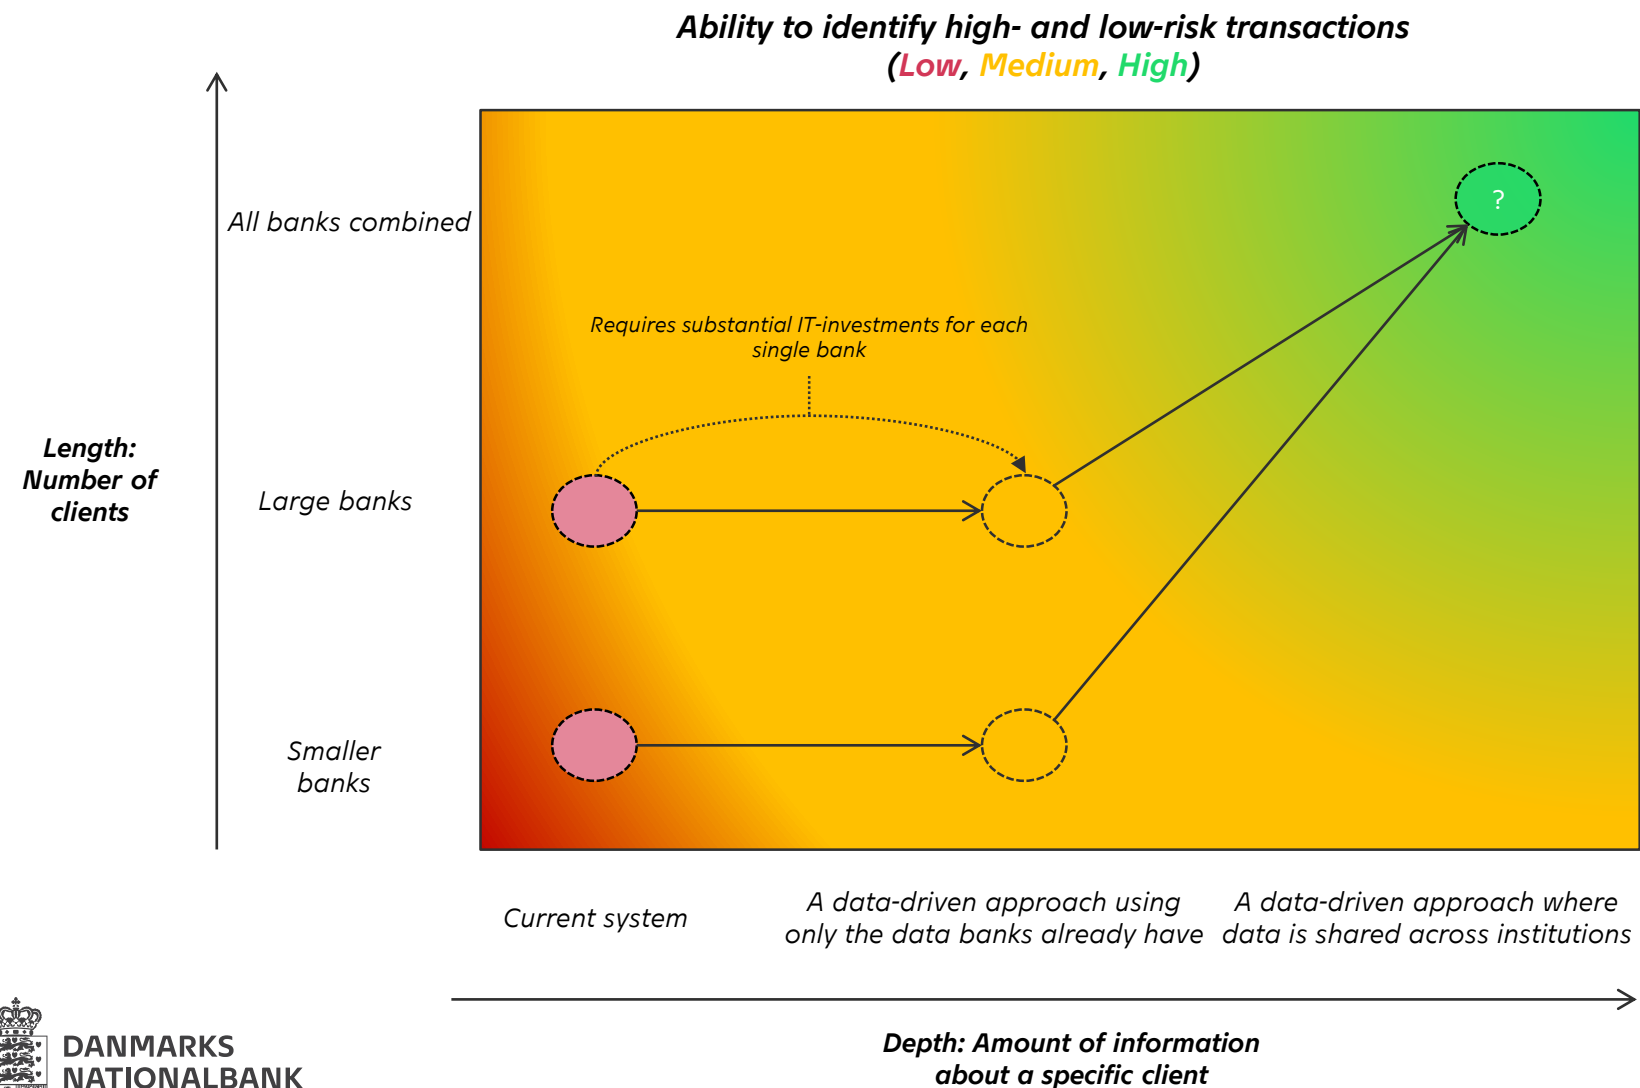 Ability to identify high- and low-risk transactions
(Low, Medium, High)
All banks combined
?
Requires substantial IT-investments for each
single bank
Length:
Number of
clients
Large banks
Smaller
banks
Current system
A data-driven approach using
only the data banks already have
A data-driven approach where
data is shared across institutions
Depth: Amount of information
about a specific client
DANMARKS
NATIONALBANK